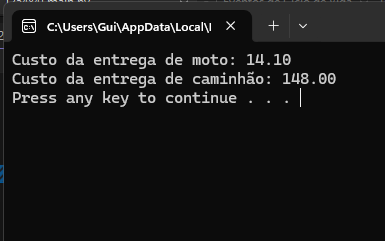 C:\Users\Gui\AppData\Local\I
Custo da entrega de moto: 14.10
Custo da entrega de caminhão: 148.00
Press any key to continue . . .